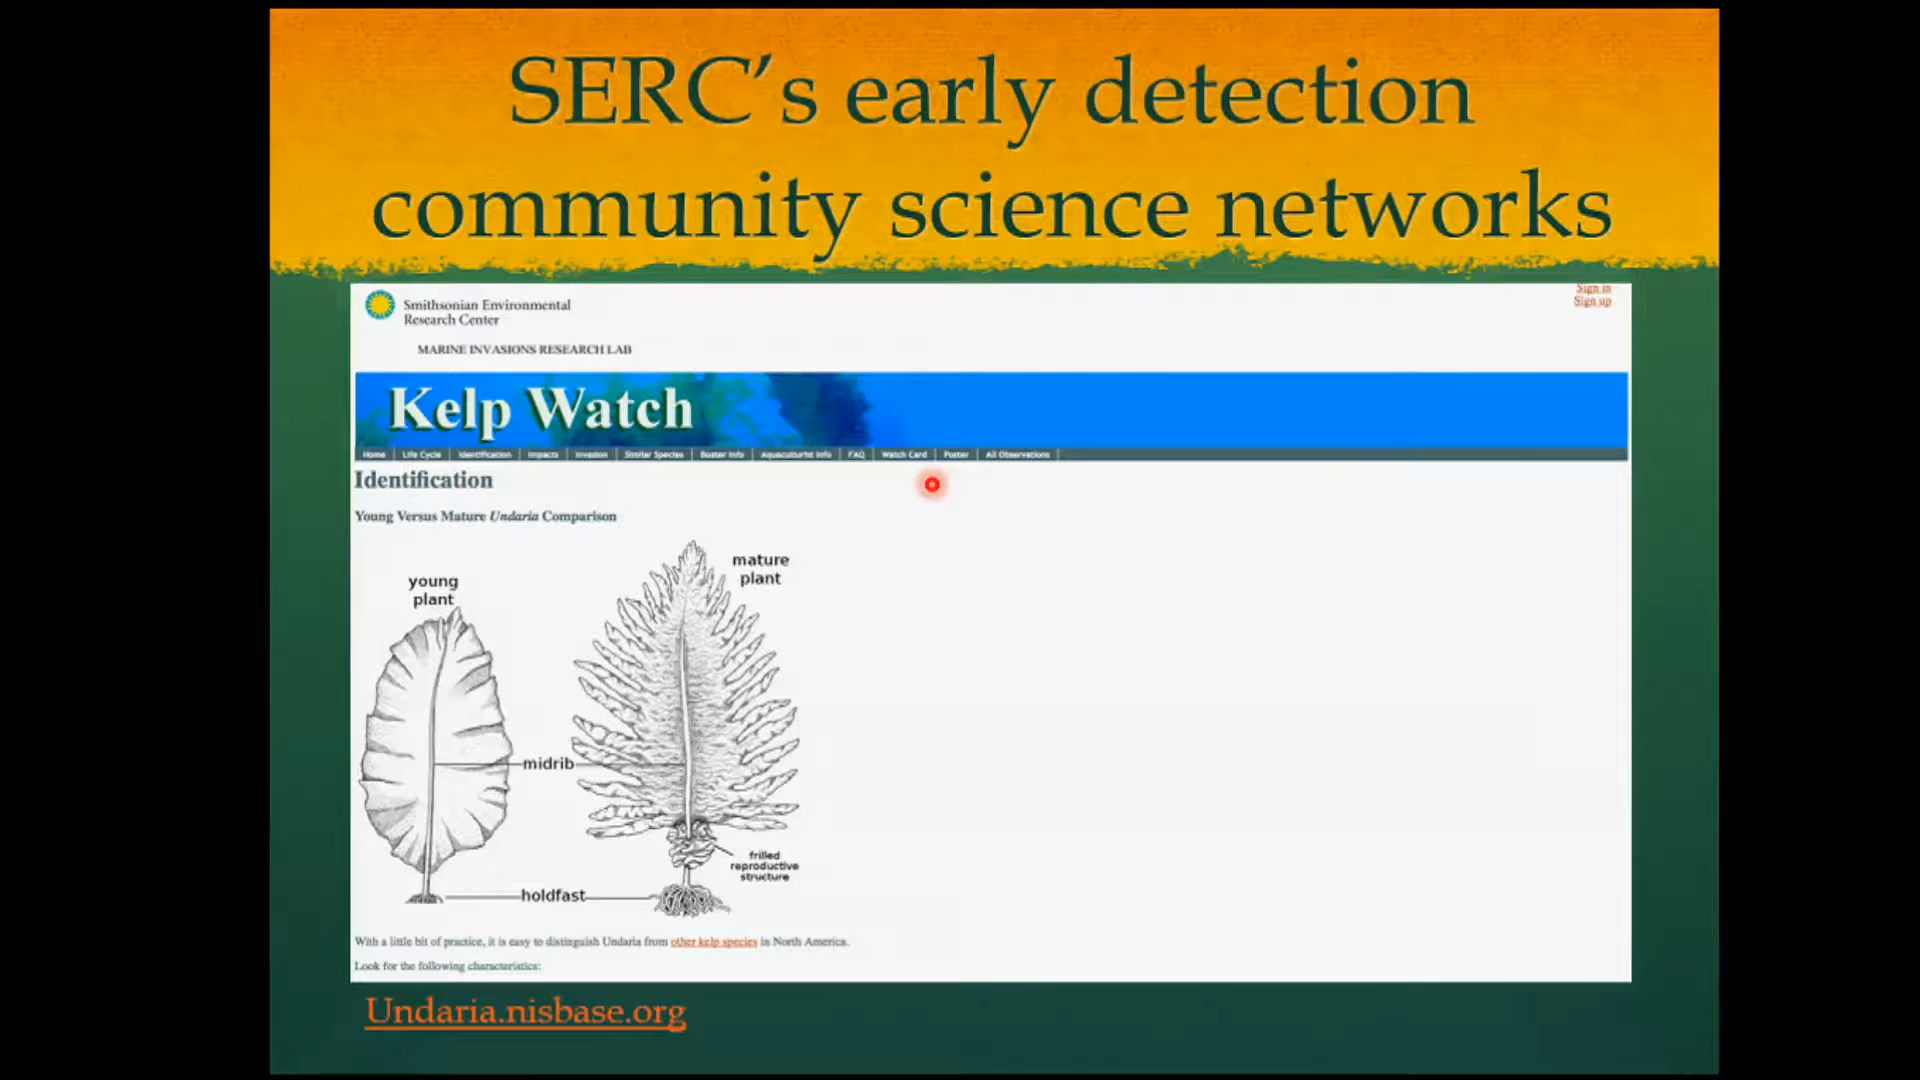 SERC's early detection
community science networks
Smithsonian Environmental
Research Center
Sign in
Sign up
MARINE INVASIONS RESEARCH LAB
Kelp Watch
Home Life Cycle Identification Impacts Invasion Similar Species Boater Info Aquaculturist Info FAQ Watch Card Poster All Observations
Identification
Young Versus Mature Undaria Comparison
young
plant
mature
plant
midrib
frilled
reproductive
structure
holdfast
With a little bit of practice, it is easy to distinguish Undaria from other kelp species in North America.
Look for the following characteristics:
Undaria.nisbase.org